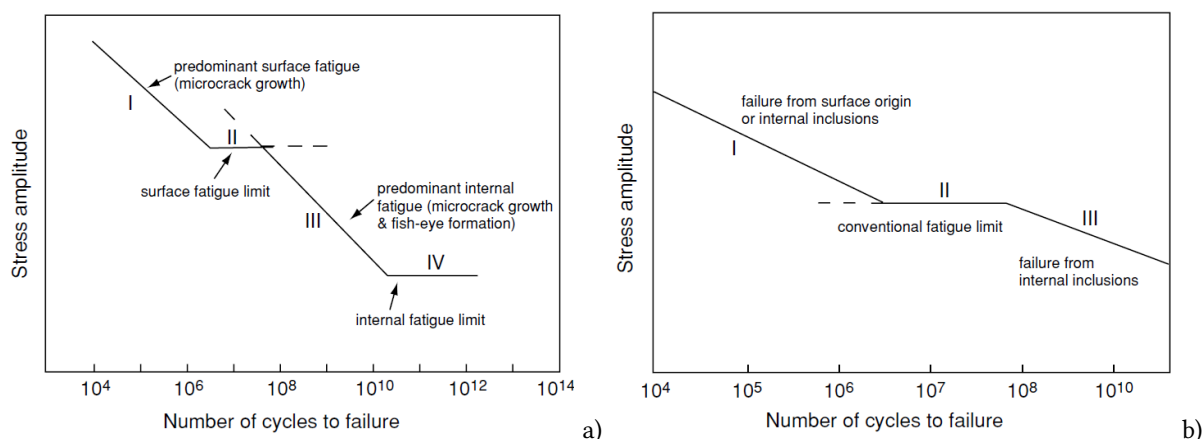 Stress amplitude
predominant surface fatigue
(microcrack growth)
I
II
surface fatigue limit
predominant internal
fatigue (microcrack growth
& fish-eye formation)
III
IV
internal fatigue limit
10⁴ 10⁶ 10⁸ 10¹⁰ 10¹² 10¹⁴
Number of cycles to failure
a)
Stress amplitude
failure from surface origin
or internal inclusions
I
II
conventional fatigue limit
III
failure from
internal inclusions
10⁴ 10⁵ 10⁶ 10⁷ 10⁸ 10⁹ 10¹⁰
Number of cycles to failure
b)